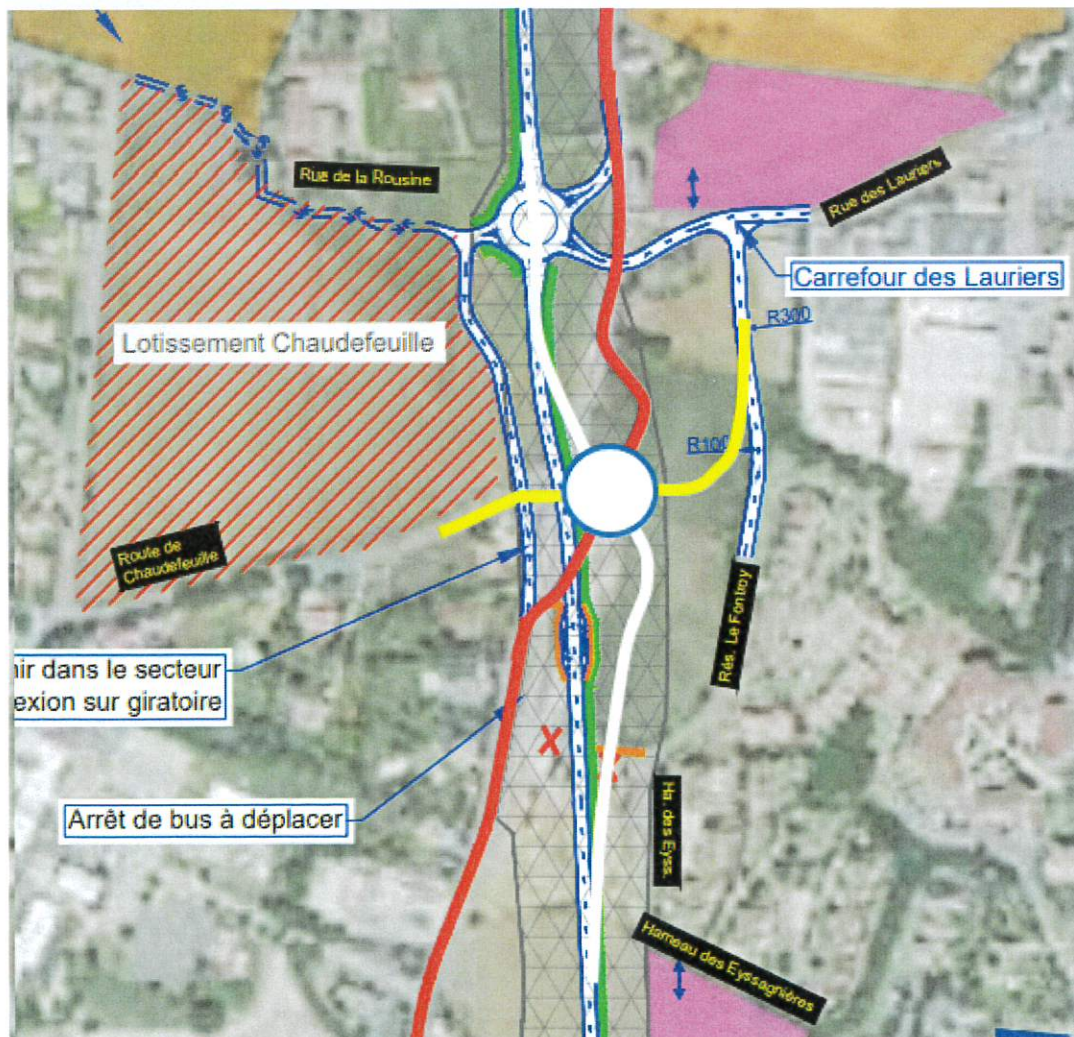 Rue de la Rousine
Rue des Lauriers
Carrefour des Lauriers
R300
Lotissement Chaudefeuille
R100
Route de
Chaudefeuille
Rés. Le Fontroy
nir dans le secteur
exion sur giratoire
X
X
Arrêt de bus à déplacer
Ha. des Eyss.
Hameau des Eyssagnières